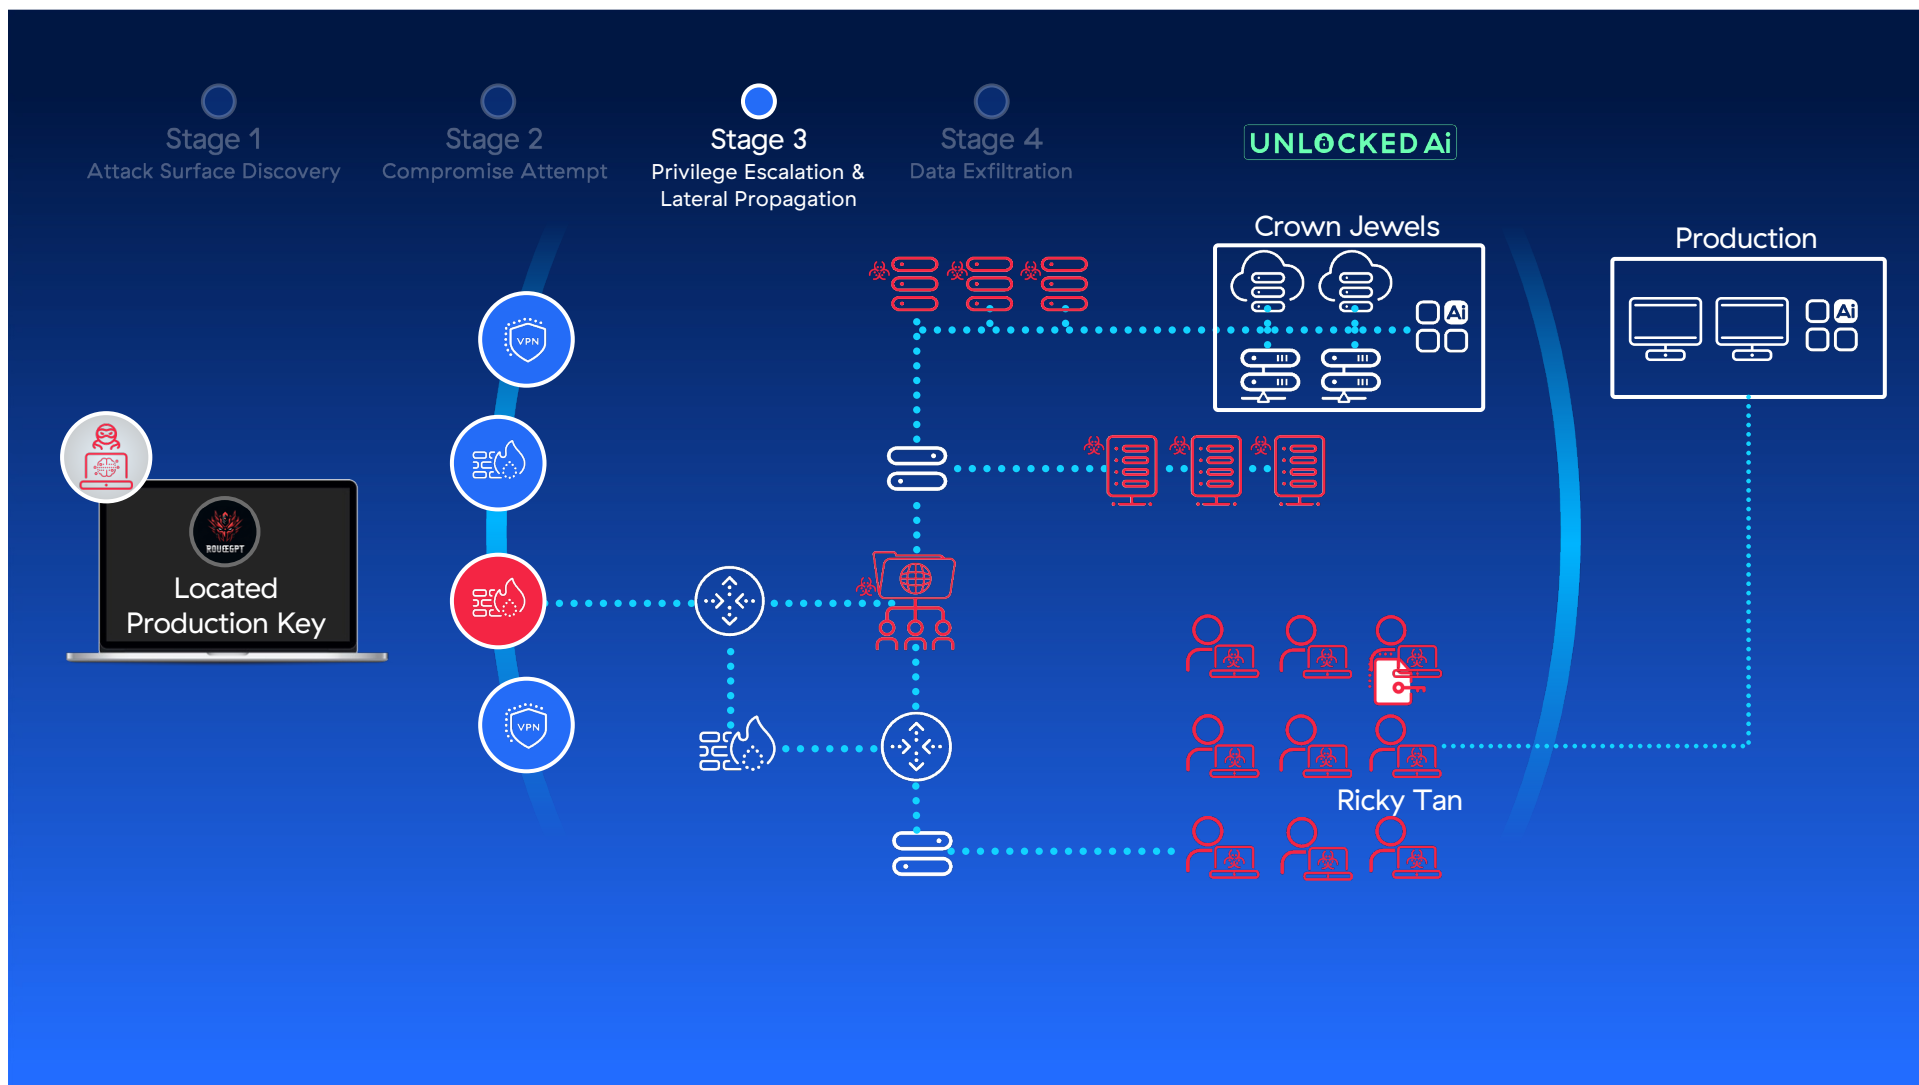 Stage 1
Attack Surface Discovery
Stage 2
Compromise Attempt
Stage 3
Privilege Escalation &
Lateral Propagation
Stage 4
Data Exfiltration
UNLOCKED Ai
Crown Jewels
Ai
Production
Ai
VPN
ROUGEGPT
Located
Production Key
VPN
Ricky Tan